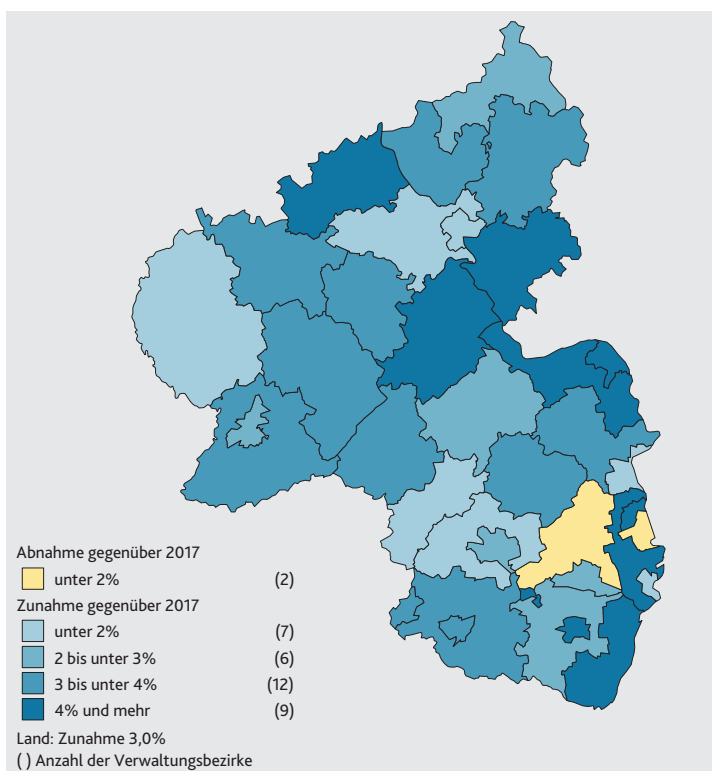 Abnahme gegenüber 2017
unter 2% (2)
Zunahme gegenüber 2017
unter 2% (7)
2 bis unter 3% (6)
3 bis unter 4% (12)
4% und mehr (9)
Land: Zunahme 3,0%
( ) Anzahl der Verwaltungsbezirke